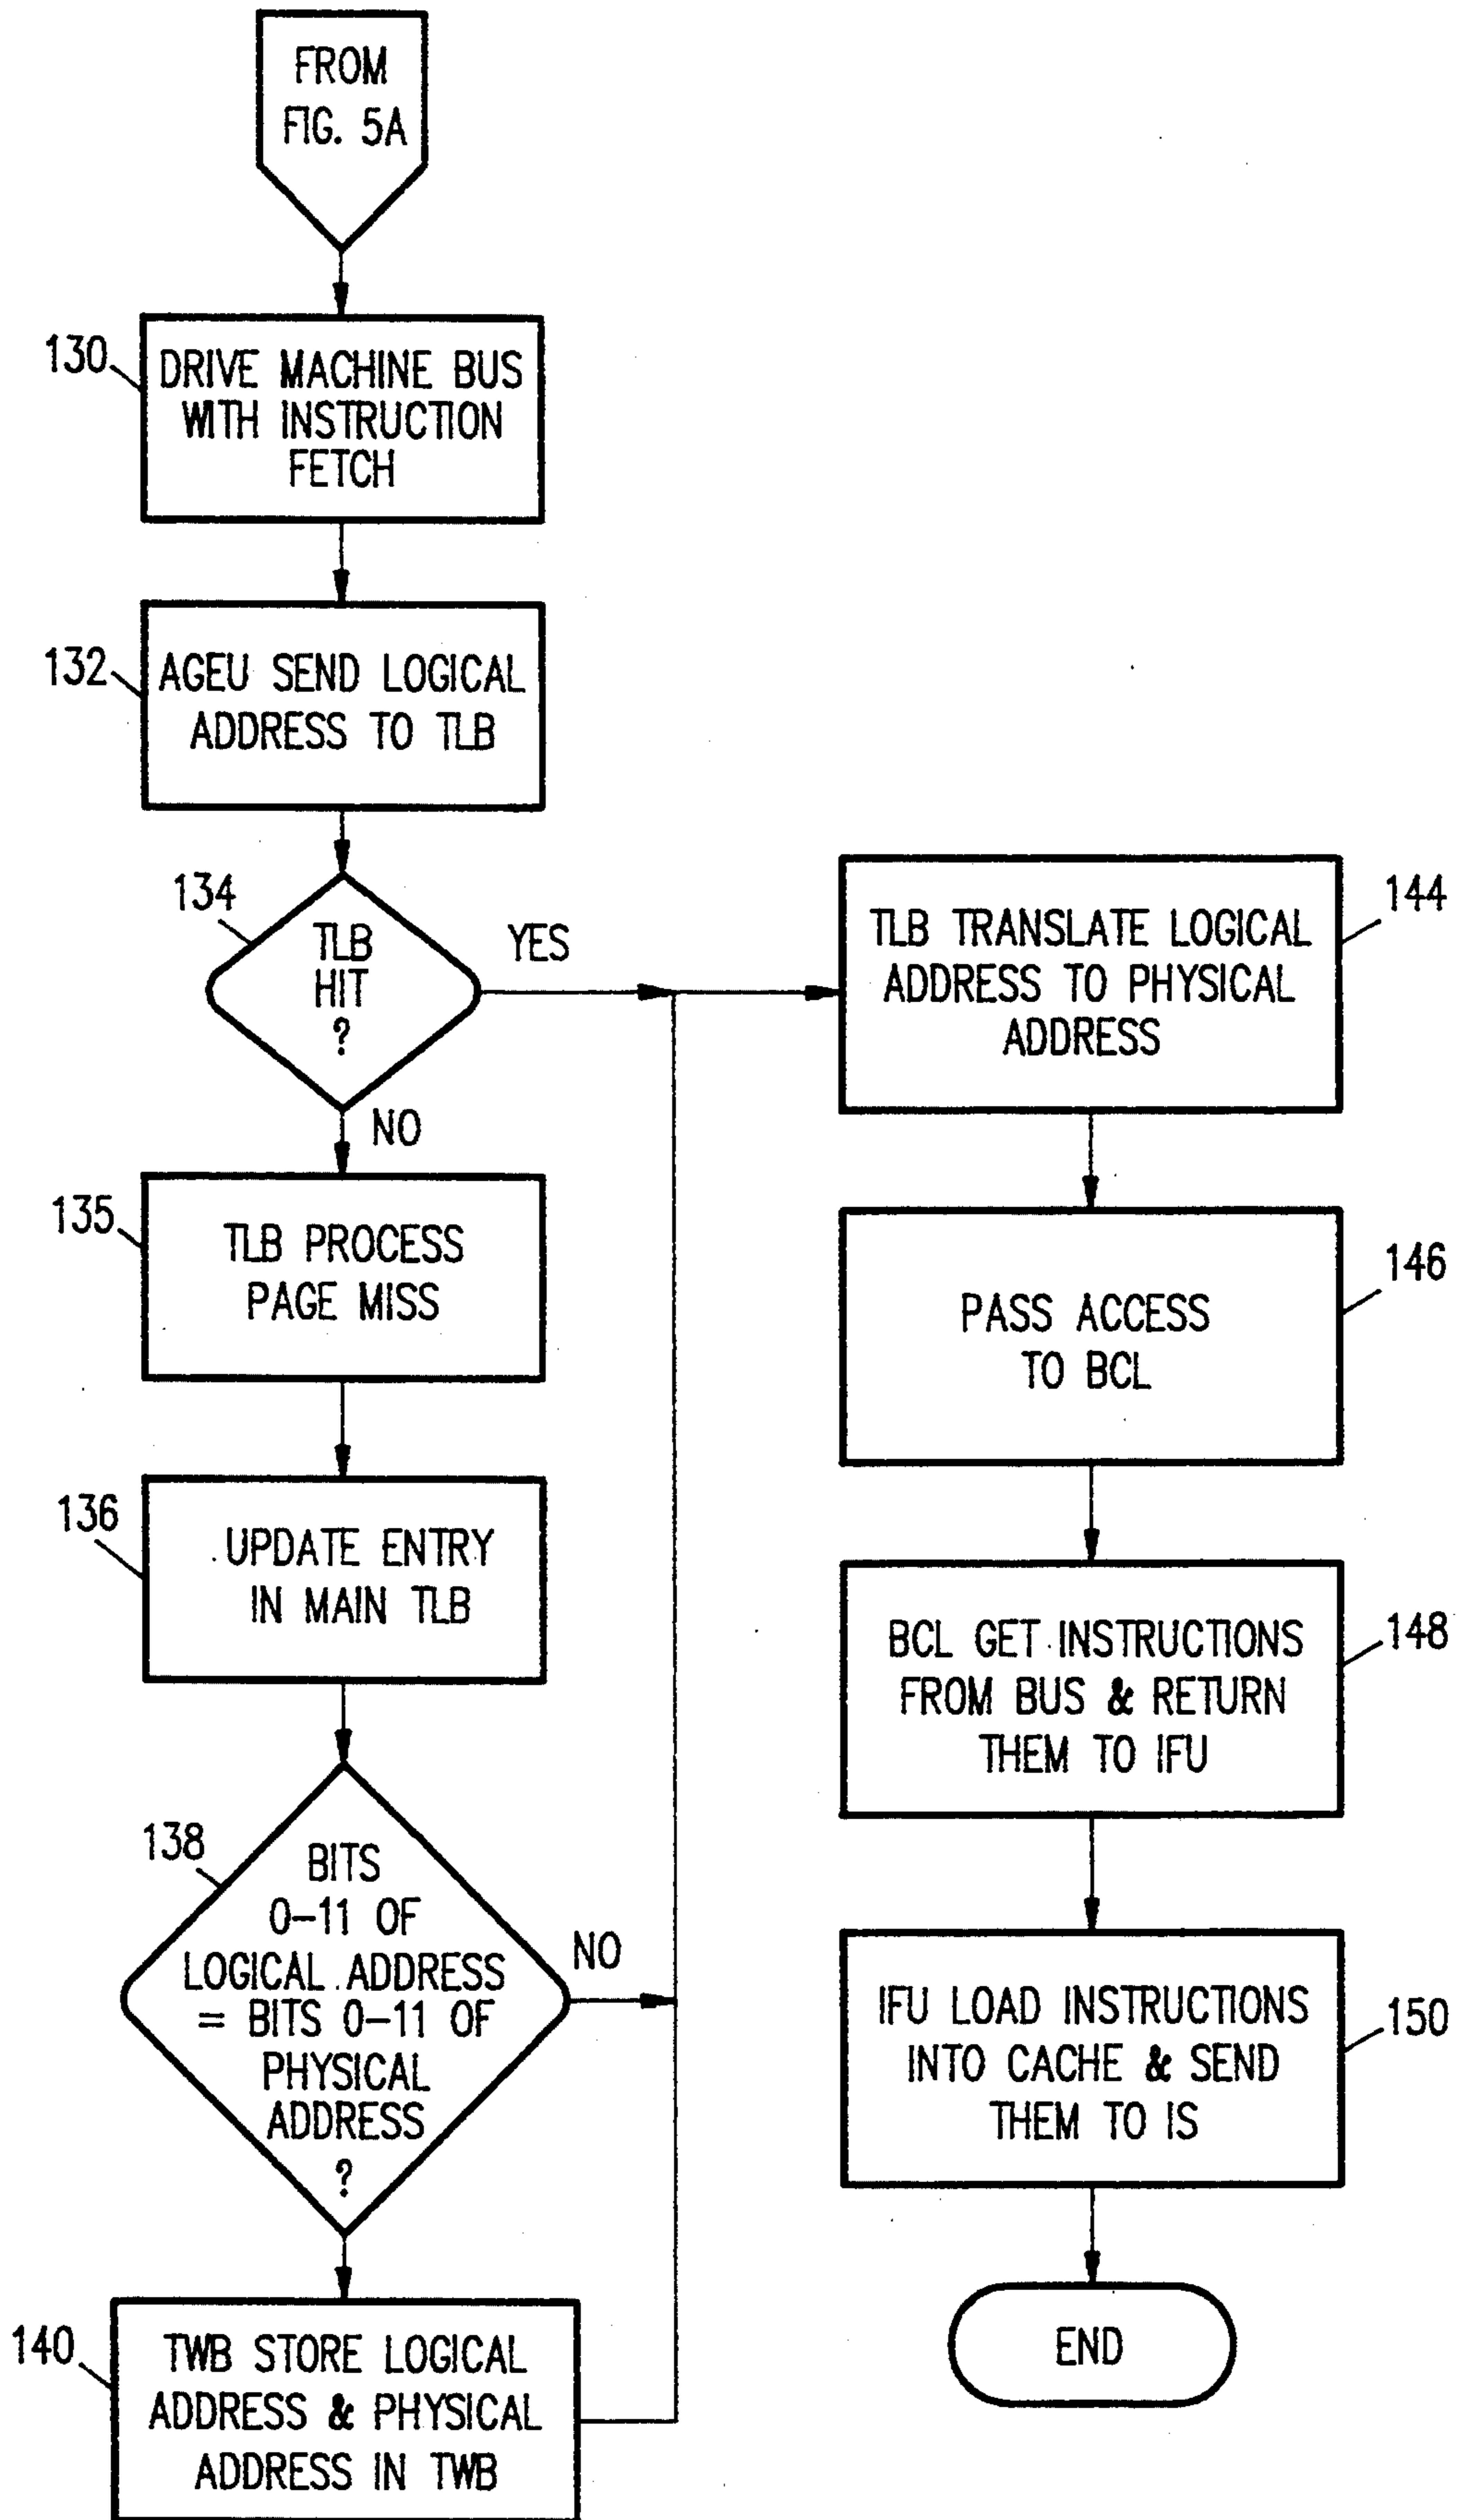 FROM
FIG. 5A
130
DRIVE MACHINE BUS
WITH INSTRUCTION
FETCH
132
AGEU SEND LOGICAL
ADDRESS TO TLB
134
TLB
HIT
?
YES
NO
135
TLB PROCESS
PAGE MISS
136
UPDATE ENTRY
IN MAIN TLB
138
BITS
0-11 OF
LOGICAL ADDRESS
= BITS 0-11 OF
PHYSICAL
ADDRESS
?
NO
140
TWB STORE LOGICAL
ADDRESS & PHYSICAL
ADDRESS IN TWB
144
TLB TRANSLATE LOGICAL
ADDRESS TO PHYSICAL
ADDRESS
146
PASS ACCESS
TO BCL
148
BCL GET INSTRUCTIONS
FROM BUS & RETURN
THEM TO IFU
150
IFU LOAD INSTRUCTIONS
INTO CACHE & SEND
THEM TO IS
END